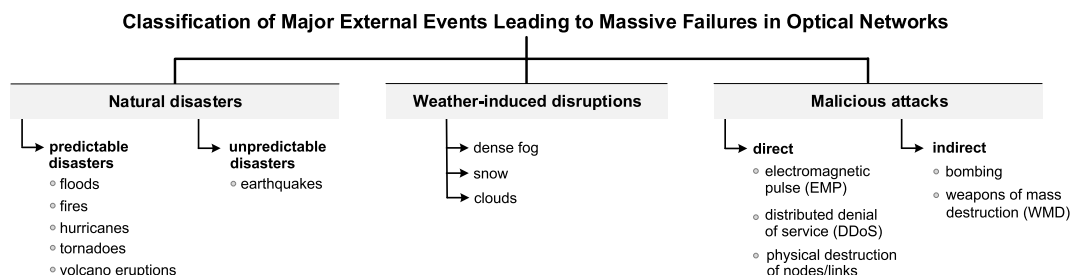 Classification of Major External Events Leading to Massive Failures in Optical Networks
Natural disasters
predictable
disasters
floods
fires
hurricanes
tornadoes
volcano eruptions
unpredictable
disasters
earthquakes
Weather-induced disruptions
dense fog
snow
clouds
Malicious attacks
direct
electromagnetic
pulse (EMP)
distributed denial
of service (DDoS)
physical destruction
of nodes/links
indirect
bombing
weapons of mass
destruction (WMD)